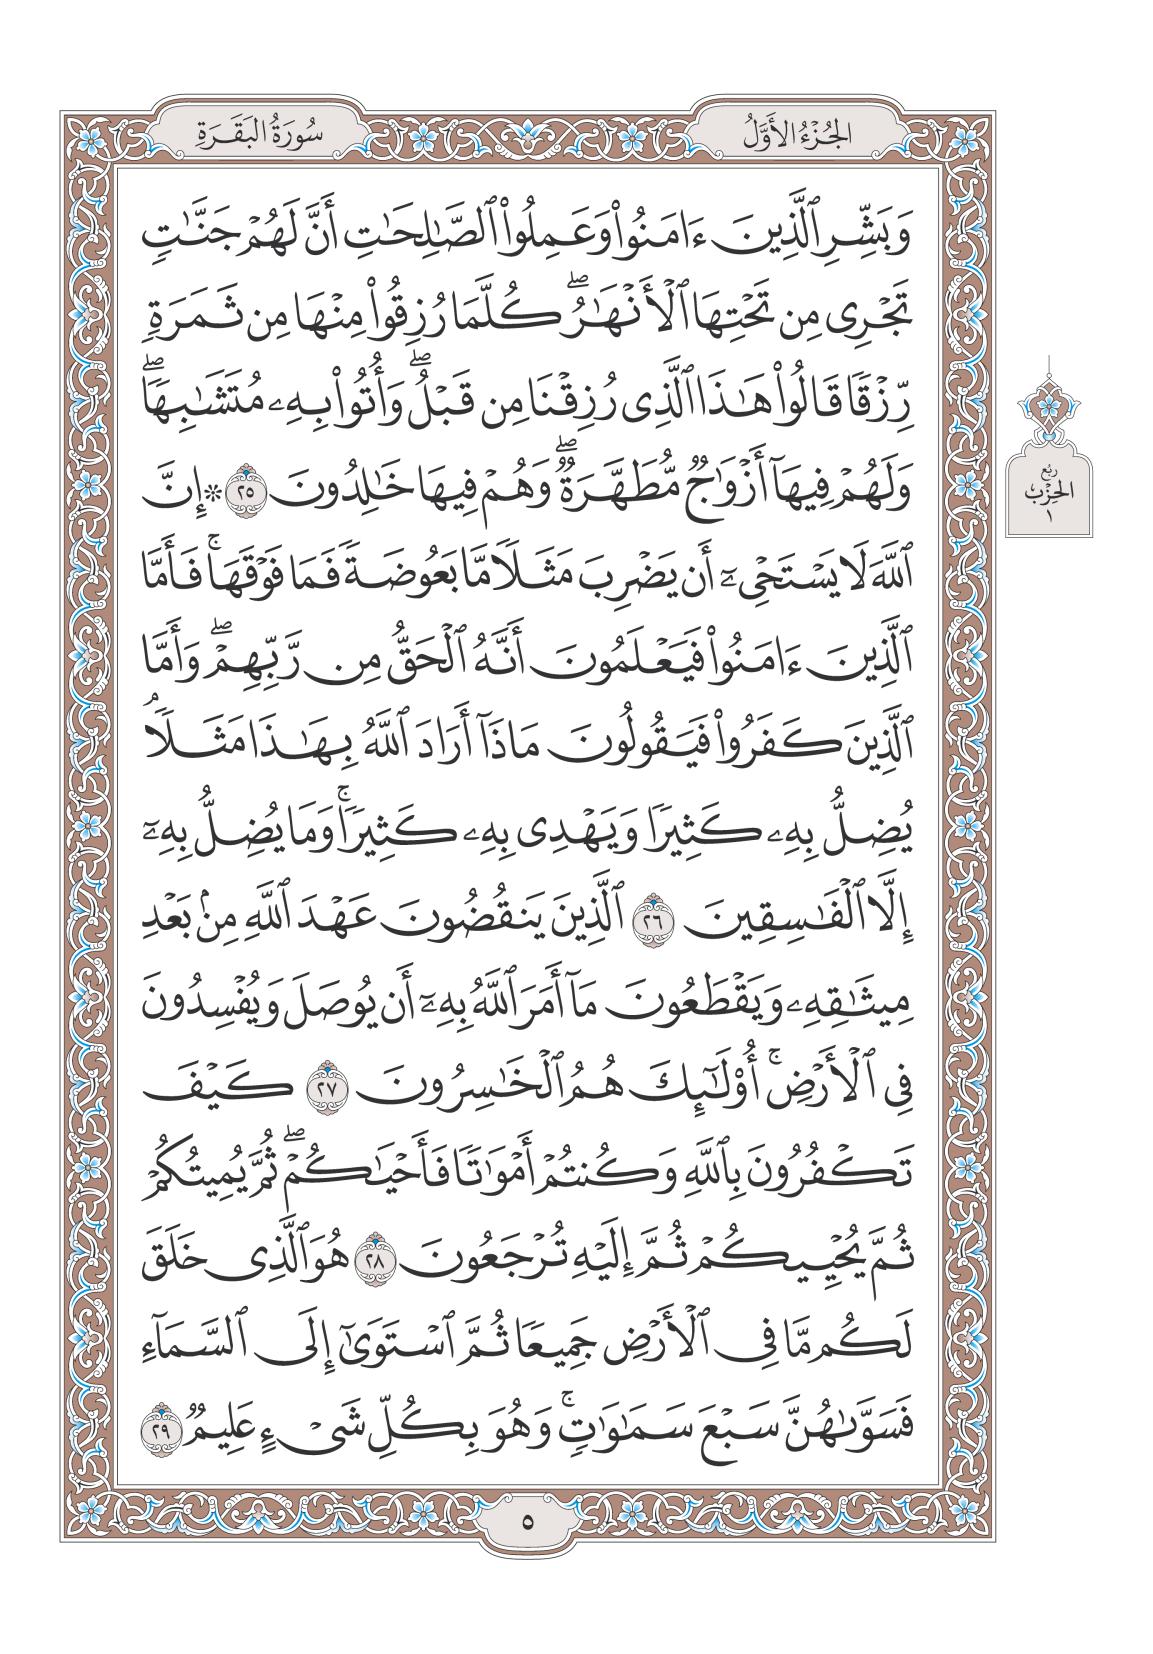 الجُزْءُ الأَوَّلُ
سُورَةُ البَقَرَةِ
وَبَشِّرِ ٱلَّذِينَ ءَامَنُوا۟ وَعَمِلُوا۟ ٱلصَّٰلِحَٰتِ أَنَّ لَهُمْ جَنَّٰتٍ
تَجْرِى مِن تَحْتِهَا ٱلْأَنْهَٰرُ ۖ كُلَّمَا رُزِقُوا۟ مِنْهَا مِن ثَمَرَةٍ
رِّزْقًا قَالُوا۟ هَٰذَا ٱلَّذِى رُزِقْنَا مِن قَبْلُ ۖ وَأُتُوا۟ بِهِۦ مُتَشَٰبِهًا ۖ
وَلَهُمْ فِيهَآ أَزْوَٰجٌ مُّطَهَّرَةٌ ۖ وَهُمْ فِيهَا خَٰلِدُونَ ٢٥ ۞ إِنَّ
رُبْع
الحِزْب
١
ٱللَّهَ لَا يَسْتَحْىِۦٓ أَن يَضْرِبَ مَثَلًا مَّا بَعُوضَةً فَمَا فَوْقَهَا ۚ فَأَمَّا
ٱلَّذِينَ ءَامَنُوا۟ فَيَعْلَمُونَ أَنَّهُ ٱلْحَقُّ مِن رَّبِّهِمْ ۖ وَأَمَّا
ٱلَّذِينَ كَفَرُوا۟ فَيَقُولُونَ مَاذَآ أَرَادَ ٱللَّهُ بِهَٰذَا مَثَلًا ۘ
يُضِلُّ بِهِۦ كَثِيرًا وَيَهْدِى بِهِۦ كَثِيرًا ۚ وَمَا يُضِلُّ بِهِۦٓ
إِلَّا ٱلْفَٰسِقِينَ ٢٦ ٱلَّذِينَ يَنقُضُونَ عَهْدَ ٱللَّهِ مِنۢ بَعْدِ
مِيثَٰقِهِۦ وَيَقْطَعُونَ مَآ أَمَرَ ٱللَّهُ بِهِۦٓ أَن يُوصَلَ وَيُفْسِدُونَ
فِى ٱلْأَرْضِ ۚ أُو۟لَٰٓئِكَ هُمُ ٱلْخَٰسِرُونَ ٢٧ كَيْفَ
تَكْفُرُونَ بِٱللَّهِ وَكُنتُمْ أَمْوَٰتًا فَأَحْيَٰكُمْ ۖ ثُمَّ يُمِيتُكُمْ
ثُمَّ يُحْيِيكُمْ ثُمَّ إِلَيْهِ تُرْجَعُونَ ٢٨ هُوَ ٱلَّذِى خَلَقَ
لَكُم مَّا فِى ٱلْأَرْضِ جَمِيعًا ثُمَّ ٱسْتَوَىٰٓ إِلَى ٱلسَّمَآءِ
فَسَوَّىٰهُنَّ سَبْعَ سَمَٰوَٰتٍ ۚ وَهُوَ بِكُلِّ شَىْءٍ عَلِيمٌ ٢٩
٥